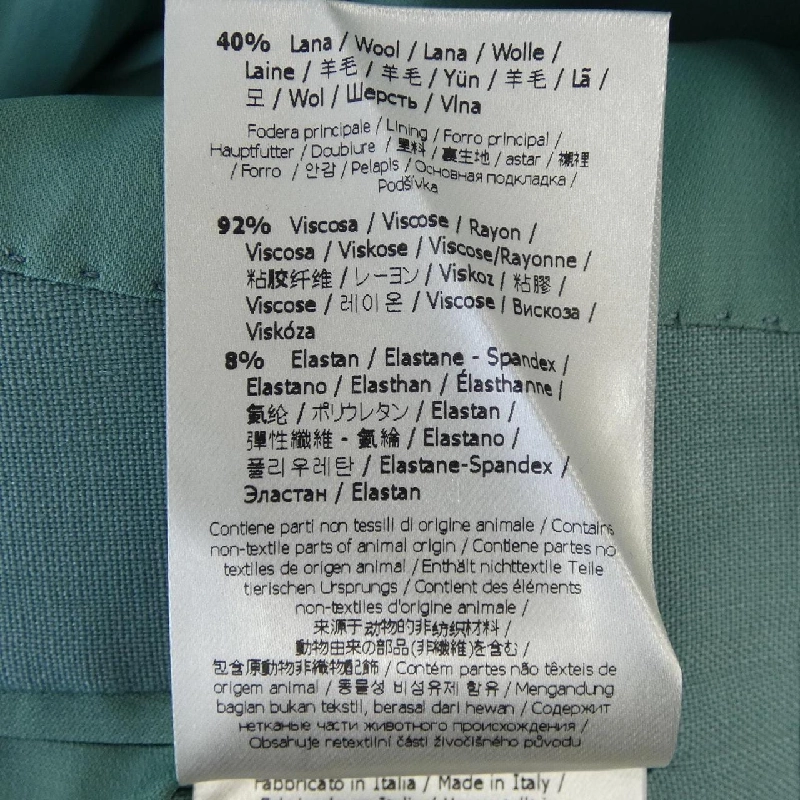 40% Lana / Wool / Lana / Wolle /
Laine / 羊毛 / 羊毛 / Yün / 羊毛 / Lã /
모 / Wol / Шерсть / Vlna
Fodera principale / Lining / Forro principal /
Hauptfutter / Doublure / 里料 / 裏生地 / astar / 襯裡
/ Forro / 안감 / Pelapis / Основная подкладка /
Podšívka
92% Viscosa / Viscose / Rayon /
Viscosa / Viskose / Viscose/Rayonne /
粘胶纤维 / レーヨン / Viskoz / 粘膠 /
Viscose / 레이온 / Viscose / Вискоза /
Viskóza
8% Elastan / Elastane - Spandex /
Elastano / Elasthan / Élasthanne /
氨纶 / ポリウレタン / Elastan /
彈性纖維 - 氨綸 / Elastano /
폴리우레탄 / Elastane-Spandex /
Эластан / Elastan
Contiene parti non tessili di origine animale / Contains
non-textile parts of animal origin / Contiene partes no
textiles de origen animal / Enthält nichttextile Teile
tierischen Ursprungs / Contient des éléments
non-textiles d'origine animale /
来源于动物的非纺织材料 /
動物由来の部品(非繊維)を含む /
包含原動物非織物配飾 / Contém partes não têxteis de
origem animal / 동물성 비섬유제 함유 / Mengandung
bagian bukan tekstil, berasal dari hewan / Содержит
нетканые части животного происхождения /
Obsahuje netextilní části živočišného původu
Fabbricato in Italia / Made in Italy /